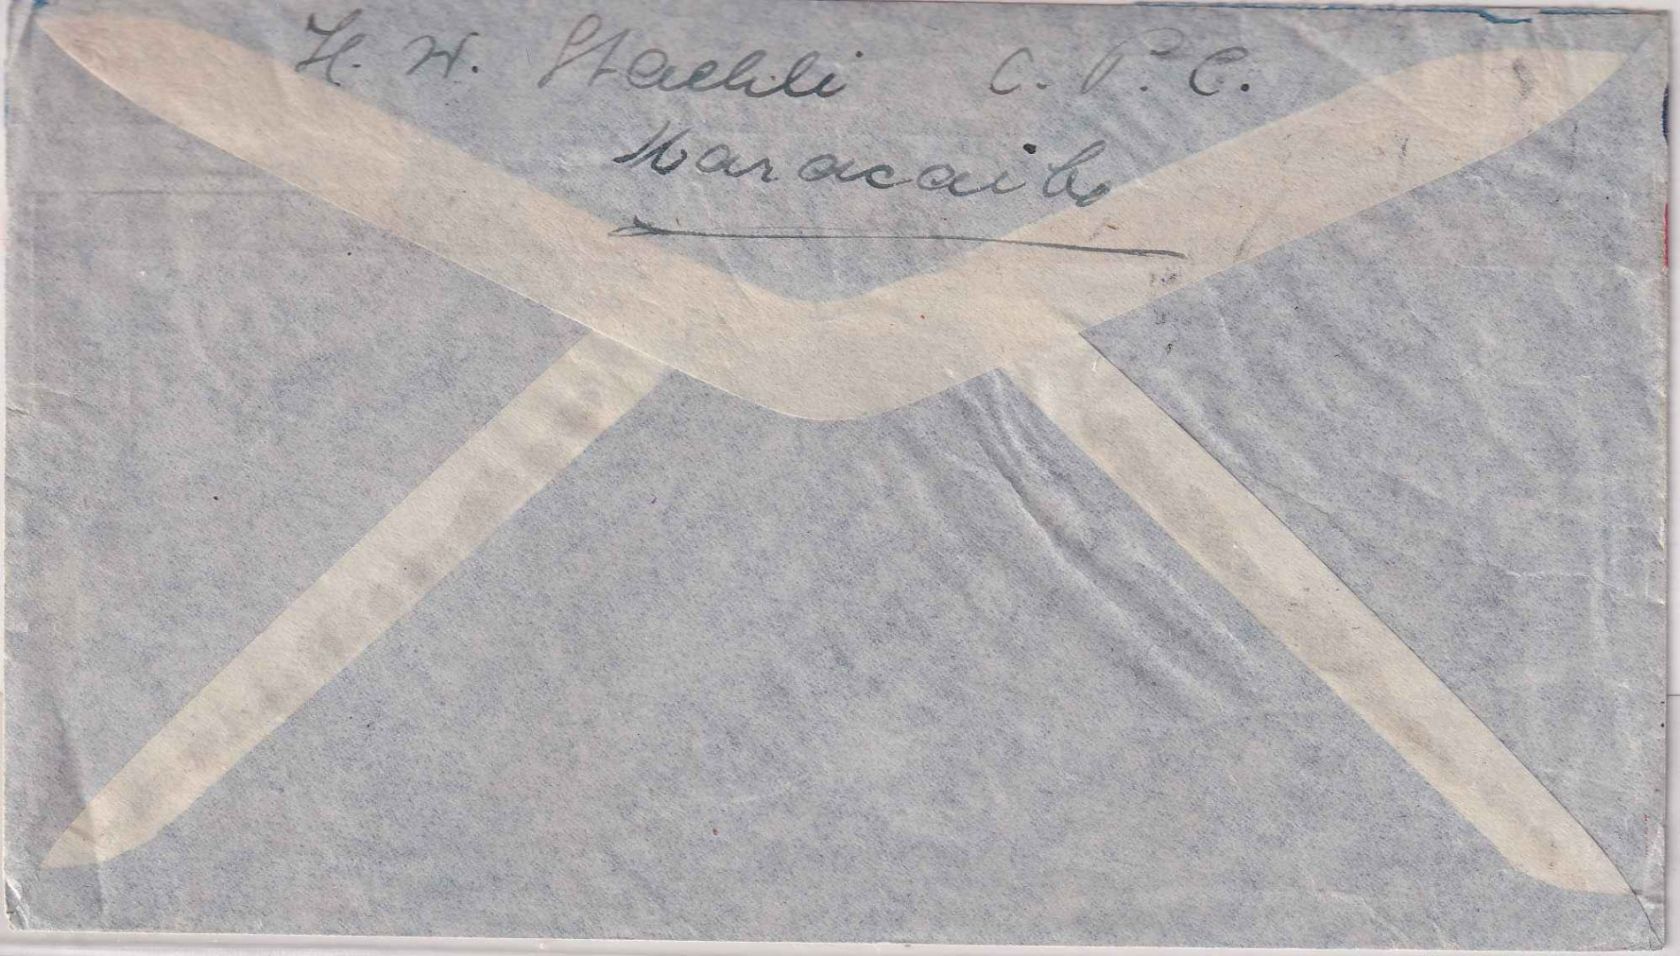 H. W. Staehli C. P. C.
Maracaibo